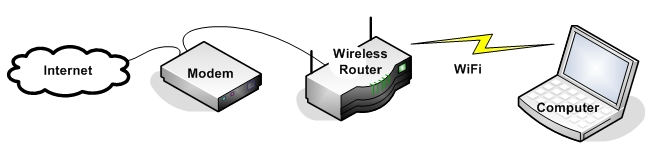 Internet
Modem
Wireless
Router
WiFi
Computer